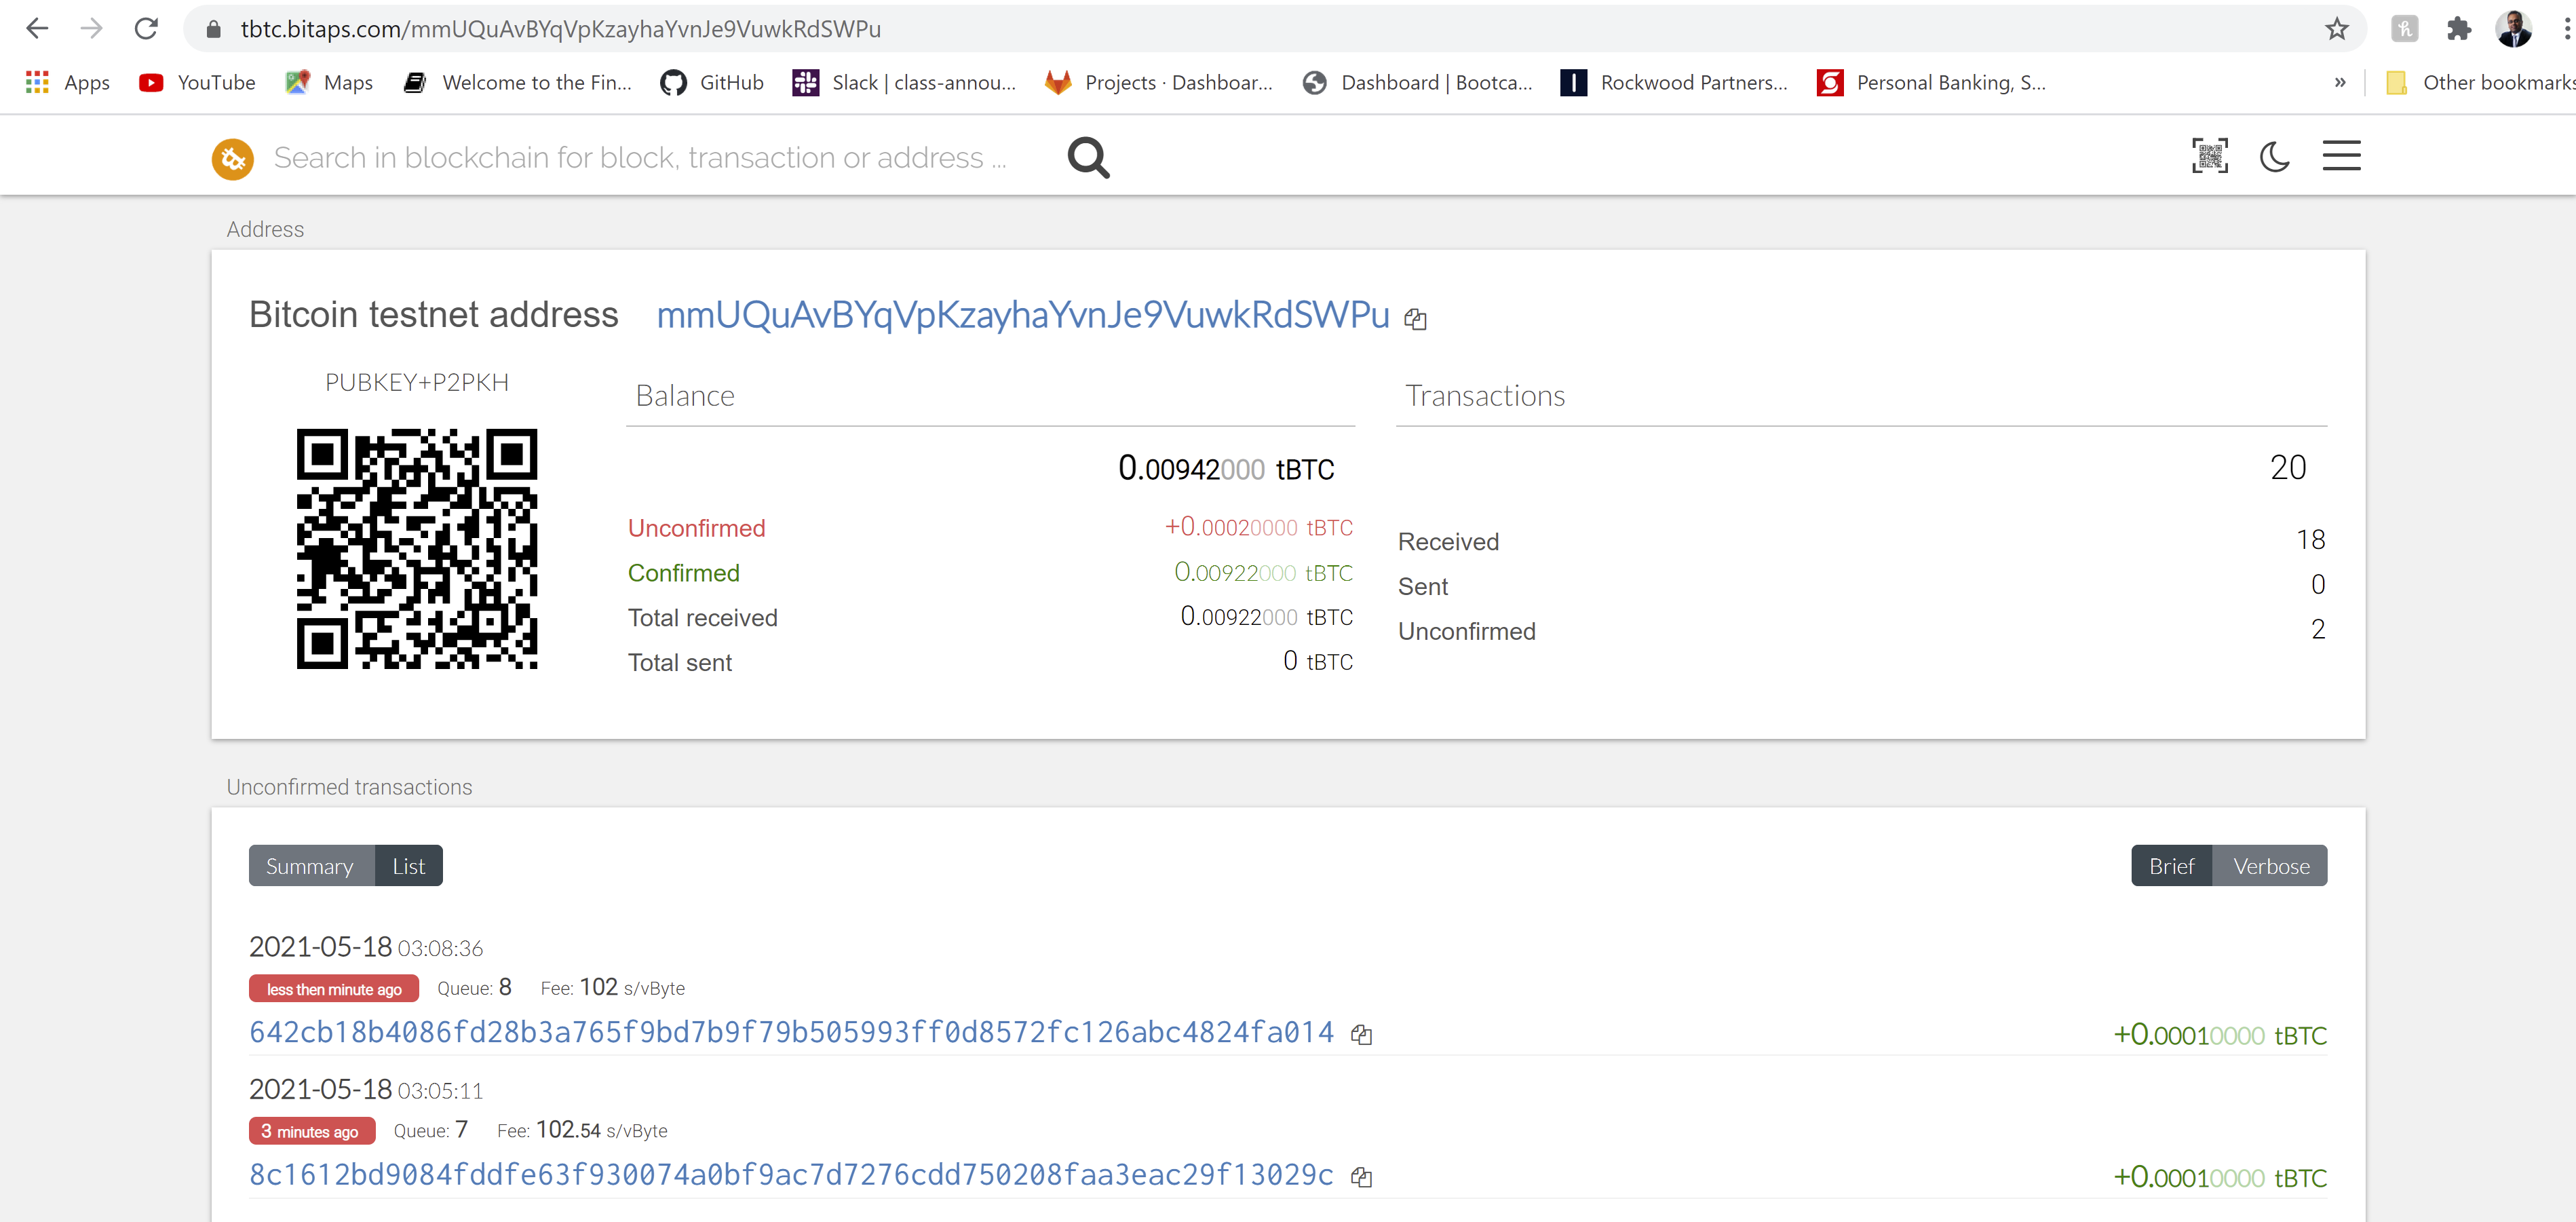 tbtc.bitaps.com/mmUQuAvBYqVpKzayhaYvnJe9VuwkRdSWPu
Apps YouTube Maps Welcome to the Fin... GitHub Slack | class-annou... Projects · Dashboar... Dashboard | Bootca... Rockwood Partners... Personal Banking, S... » Other bookmarks
Search in blockchain for block, transaction or address ...
Address
Bitcoin testnet address mmUQuAvBYqVpKzayhaYvnJe9VuwkRdSWPu
PUBKEY+P2PKH
Balance
0.00942000 tBTC
Unconfirmed +0.00020000 tBTC
Confirmed 0.00922000 tBTC
Total received 0.00922000 tBTC
Total sent 0 tBTC
Transactions
20
Received 18
Sent 0
Unconfirmed 2
Unconfirmed transactions
Summary List Brief Verbose
2021-05-18 03:08:36
less then minute ago Queue: 8 Fee: 102 s/vByte
642cb18b4086fd28b3a765f9bd7b9f79b505993ff0d8572fc126abc4824fa014 +0.00010000 tBTC
2021-05-18 03:05:11
3 minutes ago Queue: 7 Fee: 102.54 s/vByte
8c1612bd9084fddfe63f930074a0bf9ac7d7276cdd750208faa3eac29f13029c +0.00010000 tBTC